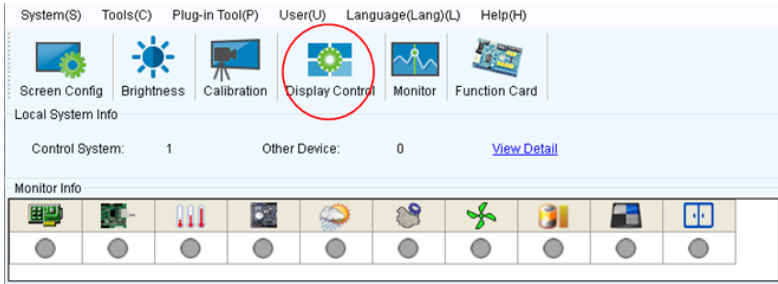 System(S) Tools(C) Plug-in Tool(P) User(U) Language(Lang)(L) Help(H)
Screen Config Brightness Calibration Display Control Monitor Function Card
Local System Info
Control System: 1 Other Device: 0 View Detail
Monitor Info